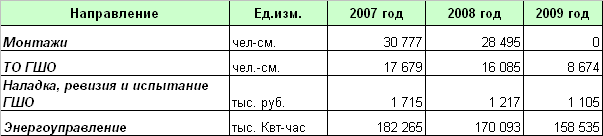 Направление Ед.изм. 2007 год 2008 год 2009 год
Монтажи чел-см. 30 777 28 495 0
ТО ГШО чел.-см. 17 679 16 085 8 674
Наладка, ревизия и испытание
ГШО тыс. руб. 1 715 1 217 1 105
Энергоуправление тыс. Квт-час 182 265 170 093 158 535